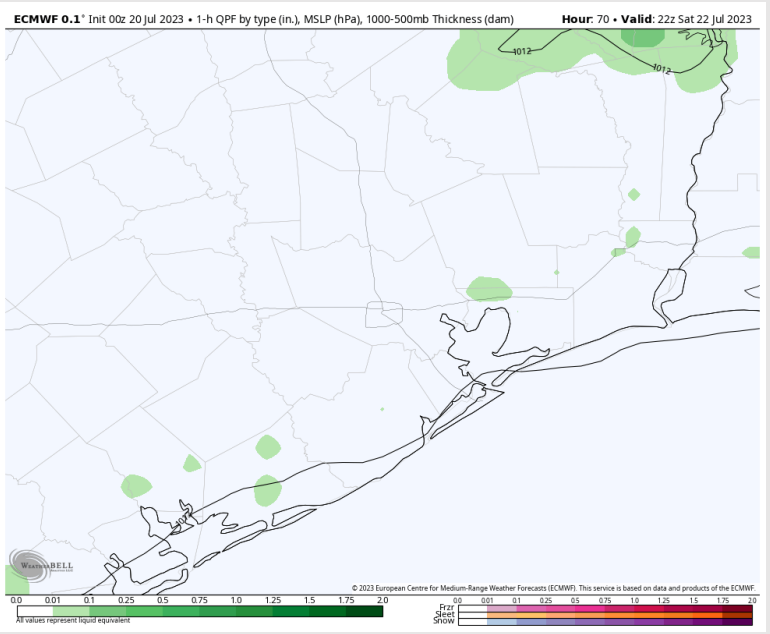 ECMWF 0.1° Init 00z 20 Jul 2023 • 1-h QPF by type (in.), MSLP (hPa), 1000-500mb Thickness (dam)
Hour: 70 • Valid: 22z Sat 22 Jul 2023
1012
1012
WEATHERBELL
© 2023 European Centre for Medium-Range Weather Forecasts (ECMWF). This service is based on data and products of the ECMWF.
0.0 0.01 0.1 0.25 0.5 0.75 1.0 1.25 1.5 1.75 2.0
All values represent liquid equivalent
0.0 0.01 0.1 0.25 0.5 0.75 1.0 1.25 1.5 1.75 2.0
Frzr
Sleet
Snow